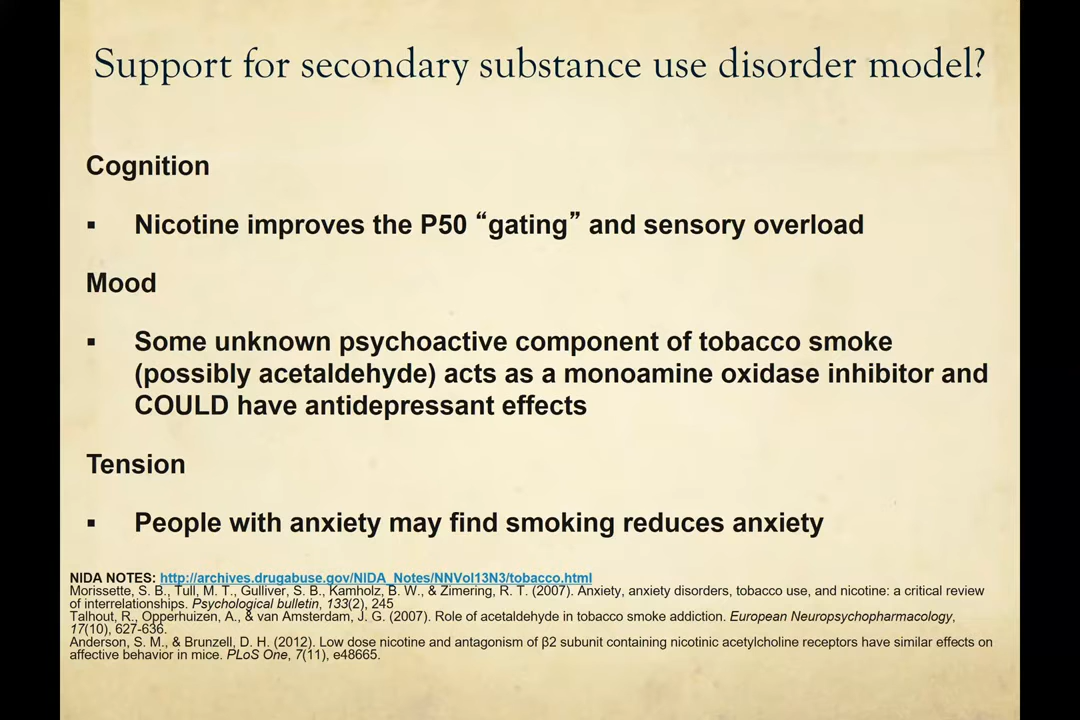 Support for secondary substance use disorder model?
Cognition
▪ Nicotine improves the P50 “gating” and sensory overload
Mood
▪ Some unknown psychoactive component of tobacco smoke
(possibly acetaldehyde) acts as a monoamine oxidase inhibitor and
COULD have antidepressant effects
Tension
▪ People with anxiety may find smoking reduces anxiety
NIDA NOTES: http://archives.drugabuse.gov/NIDA_Notes/NNVol13N3/tobacco.html
Morissette, S. B., Tull, M. T., Gulliver, S. B., Kamholz, B. W., & Zimering, R. T. (2007). Anxiety, anxiety disorders, tobacco use, and nicotine: a critical review
of interrelationships. Psychological bulletin, 133(2), 245
Talhout, R., Opperhuizen, A., & van Amsterdam, J. G. (2007). Role of acetaldehyde in tobacco smoke addiction. European Neuropsychopharmacology,
17(10), 627-636.
Anderson, S. M., & Brunzell, D. H. (2012). Low dose nicotine and antagonism of β2 subunit containing nicotinic acetylcholine receptors have similar effects on
affective behavior in mice. PLoS One, 7(11), e48665.